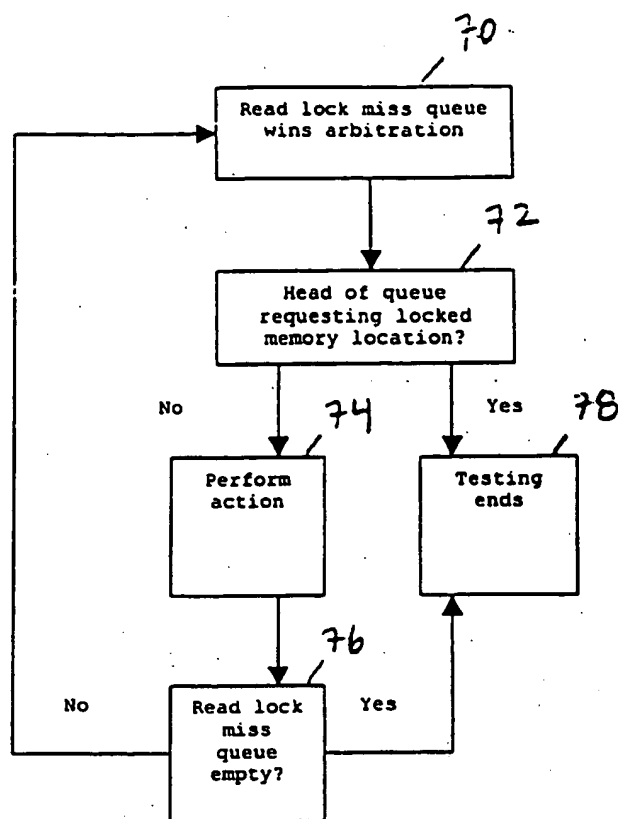 70
Read lock miss queue
wins arbitration
72
Head of queue
requesting locked
memory location?
No
74
Yes
78
Perform
action
Testing
ends
76
No
Read lock
miss
queue
empty?
Yes